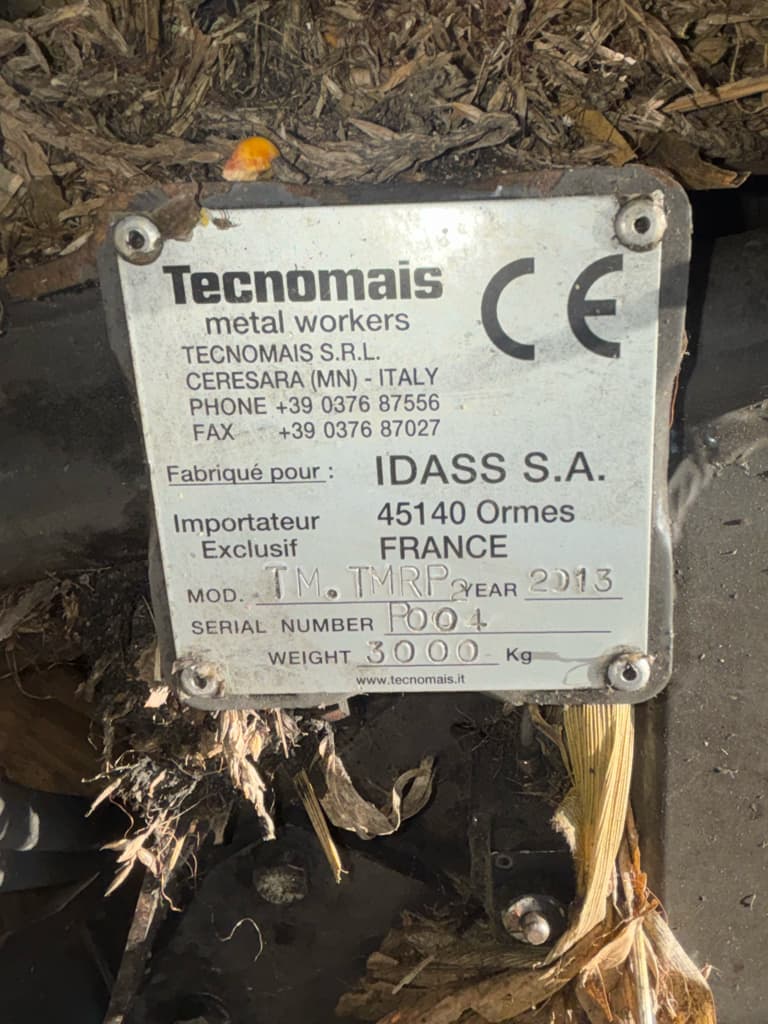 Tecnomais
metal workers
TECNOMAIS S.R.L.
CERESARA (MN) - ITALY
PHONE +39 0376 87556
FAX +39 0376 87027
CE
Fabriqué pour : IDASS S.A.
Importateur 45140 Ormes
Exclusif FRANCE
MOD. TM.TMRP2 YEAR 2013
SERIAL NUMBER P004
WEIGHT 3000 Kg
www.tecnomais.it